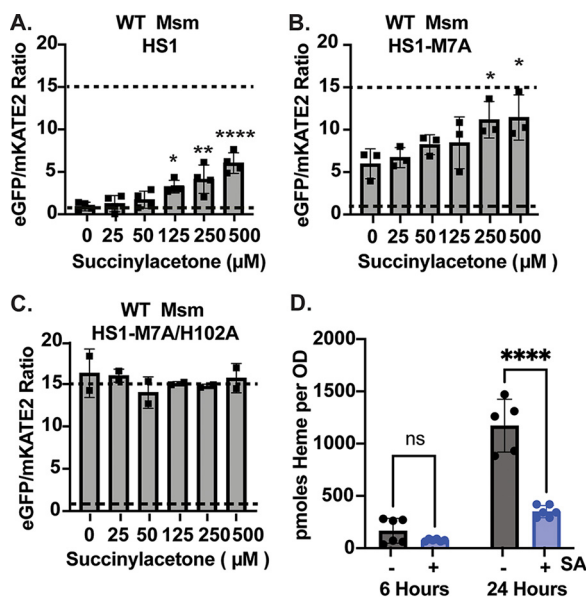 A.
WT Msm
HS1
eGFP/mKATE2 Ratio
20
15
10
5
0
* ** ****
0 25 50 125 250 500
Succinylacetone (µM)
B.
WT Msm
HS1-M7A
eGFP/mKATE2 Ratio
20
15
10
5
0
* *
0 25 50 125 250 500
Succinylacetone (µM )
C.
WT Msm
HS1-M7A/H102A
eGFP/mKATE2 Ratio
20
15
10
5
0
0 25 50 125 250 500
Succinylacetone ( µM )
D.
pmoles Heme per OD
2000
1500
1000
500
0
ns ****
- + - + SA
6 Hours 24 Hours